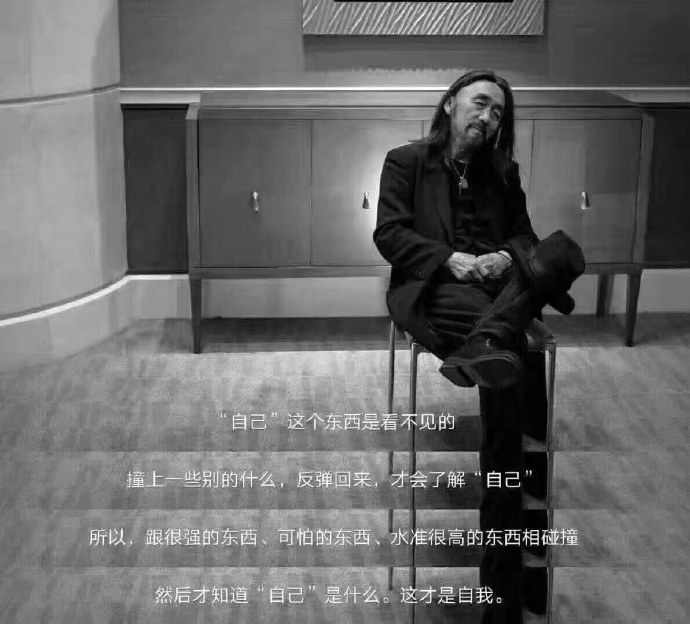 “自己”这个东西是看不见的
撞上一些别的什么，反弹回来，才会了解“自己”
所以，跟很强的东西、可怕的东西、水准很高的东西相碰撞
然后才知道“自己”是什么。这才是自我。